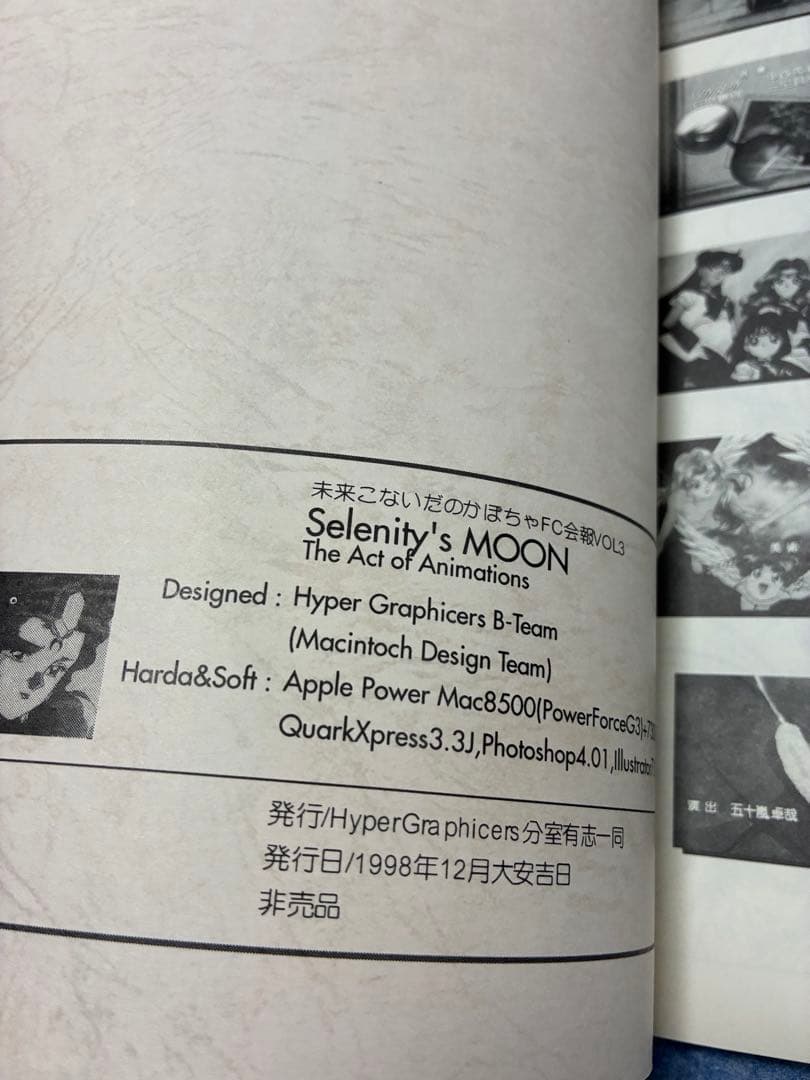 未来こないだのかぼちゃFC会報VOL3
Selenity's MOON
The Act of Animations
Designed : Hyper Graphicers B-Team
(Macintoch Design Team)
Harda&Soft : Apple Power Mac8500(PowerForceG3)
QuarkXpress3.3J,Photoshop4.01,Illustrator
発行/HyperGraphicers分室有志一同
発行日/1998年12月大安吉日
非売品
美術
演出 五十嵐卓哉